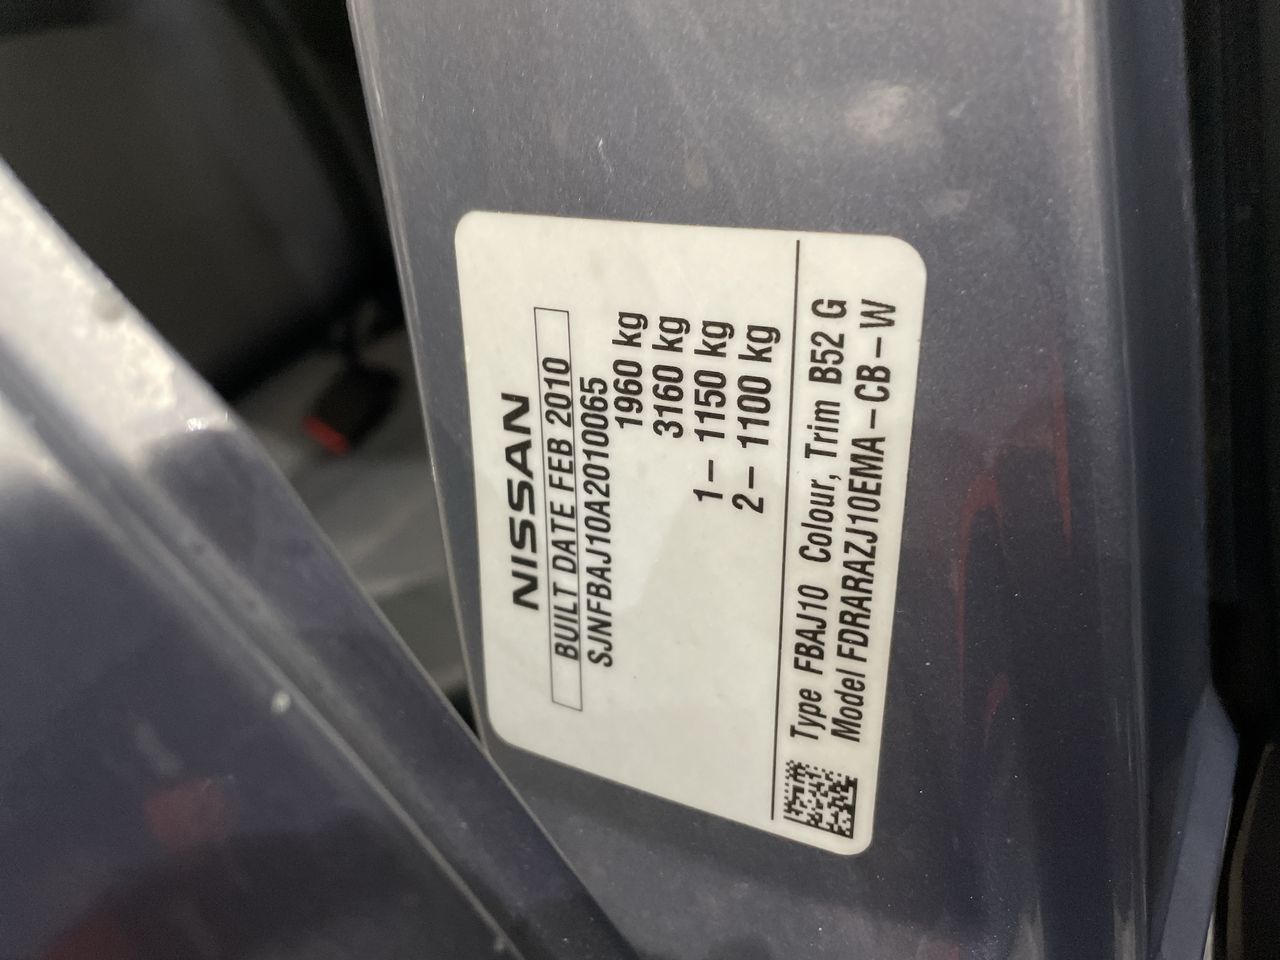 NISSAN
BUILT DATE FEB 2010
SJNFBAJ10A2010065
1960 kg
3160 kg
1– 1150 kg
2– 1100 kg
Type FBAJ10 Colour, Trim B52 G
Model FDRARAZJ10EMA–CB–W